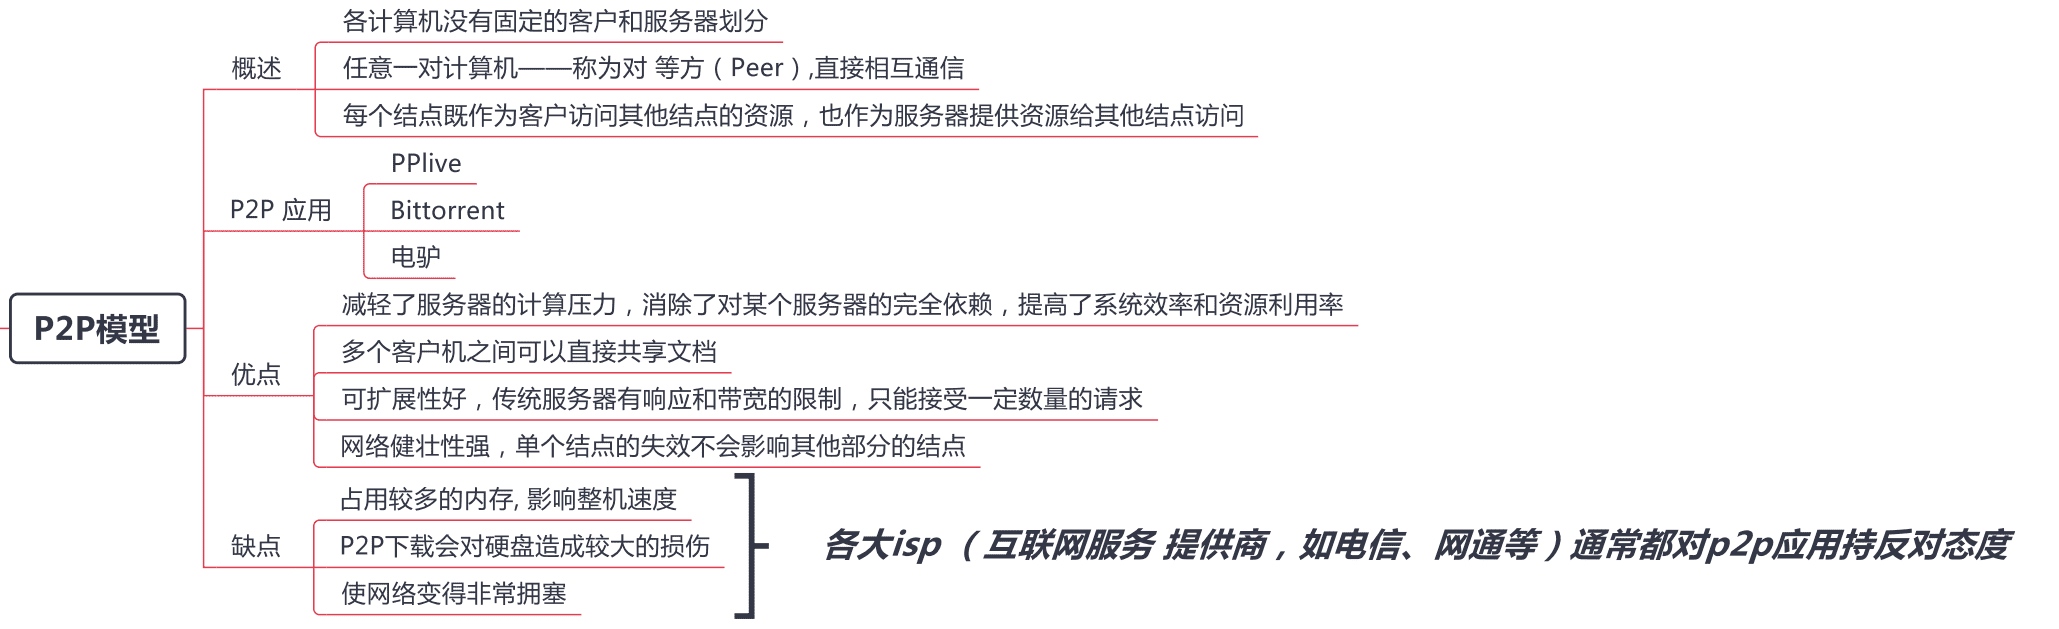 各计算机没有固定的客户和服务器划分
概述
任意一对计算机——称为对 等方（Peer）,直接相互通信
每个结点既作为客户访问其他结点的资源，也作为服务器提供资源给其他结点访问
PPlive
P2P 应用
Bittorrent
电驴
P2P模型
减轻了服务器的计算压力，消除了对某个服务器的完全依赖，提高了系统效率和资源利用率
多个客户机之间可以直接共享文档
优点
可扩展性好，传统服务器有响应和带宽的限制，只能接受一定数量的请求
网络健壮性强，单个结点的失效不会影响其他部分的结点
占用较多的内存, 影响整机速度
缺点
P2P下载会对硬盘造成较大的损伤
使网络变得非常拥塞
各大isp （互联网服务 提供商，如电信、网通等）通常都对p2p应用持反对态度